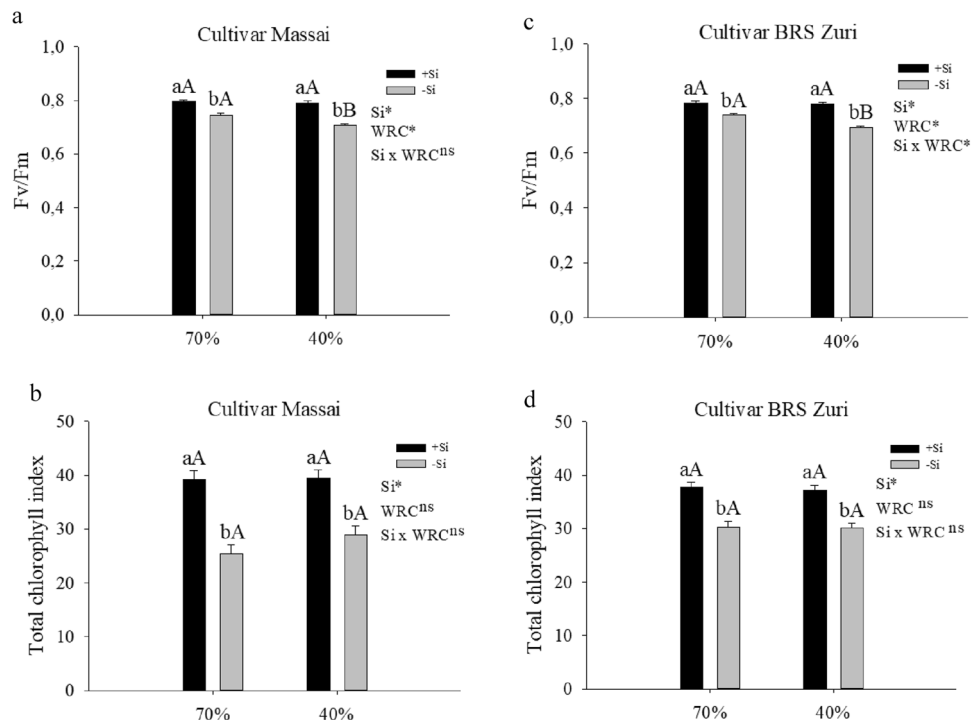 a
Cultivar Massai
1,0
0.8
0.6
0,4
0,2
0,0
Fv/Fm
aA
bA
aA
bB
+Si
-Si
Si*
WRC*
Si x WRCns
70%
40%
c
Cultivar BRS Zuri
1,0
0.8
0.6
0,4
0,2
0,0
Fv/Fm
aA
bA
aA
bB
+Si
-Si
Si*
WRC*
Si x WRC*
70%
40%
b
Cultivar Massai
50
40
30
20
10
0
Total chlorophyll index
aA
bA
aA
bA
+Si
-Si
Si*
WRCns
Si x WRCns
70%
40%
d
Cultivar BRS Zuri
50
40
30
20
10
0
Total chlorophyll index
aA
bA
aA
bA
+Si
-Si
Si*
WRC ns
Si x WRC ns
70%
40%